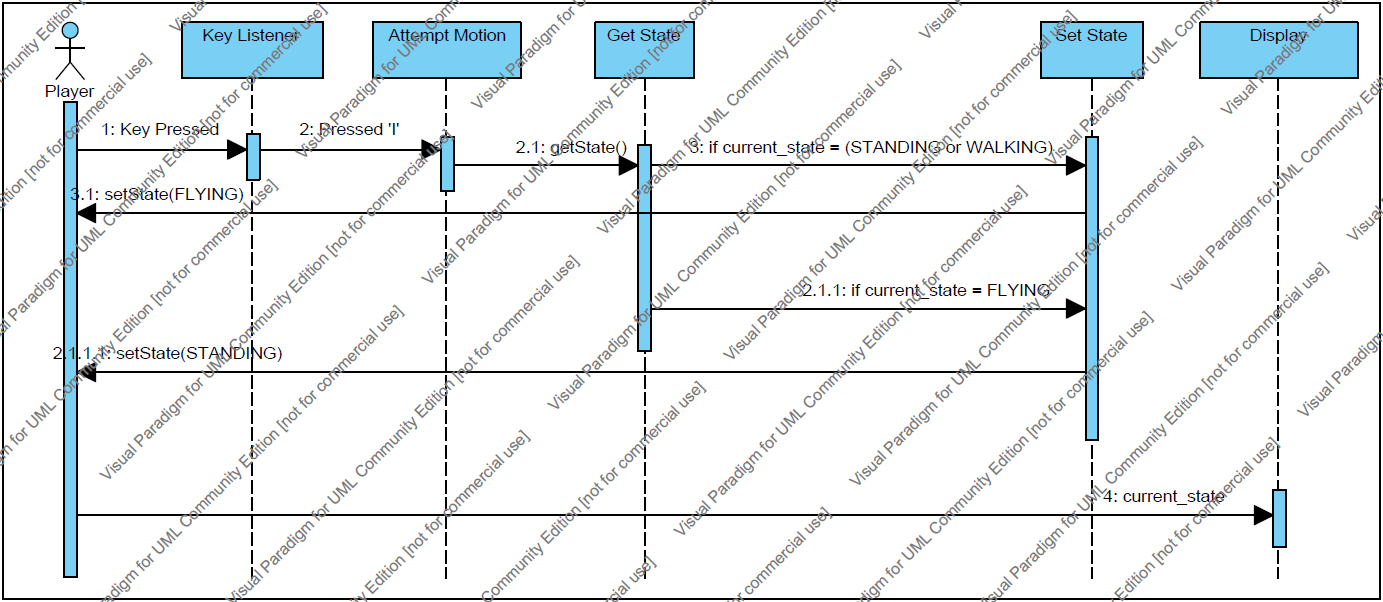 Key Listener
Attempt Motion
Get State
Set State
Display
Player
1: Key Pressed
2: Pressed 'I'
2.1: getState()
3: if current_state = (STANDING or WALKING)
3.1: setState(FLYING)
2.1.1: if current_state = FLYING
2.1.1.1: setState(STANDING)
4: current_state
Visual Paradigm for UML Community Edition [not for commercial use]